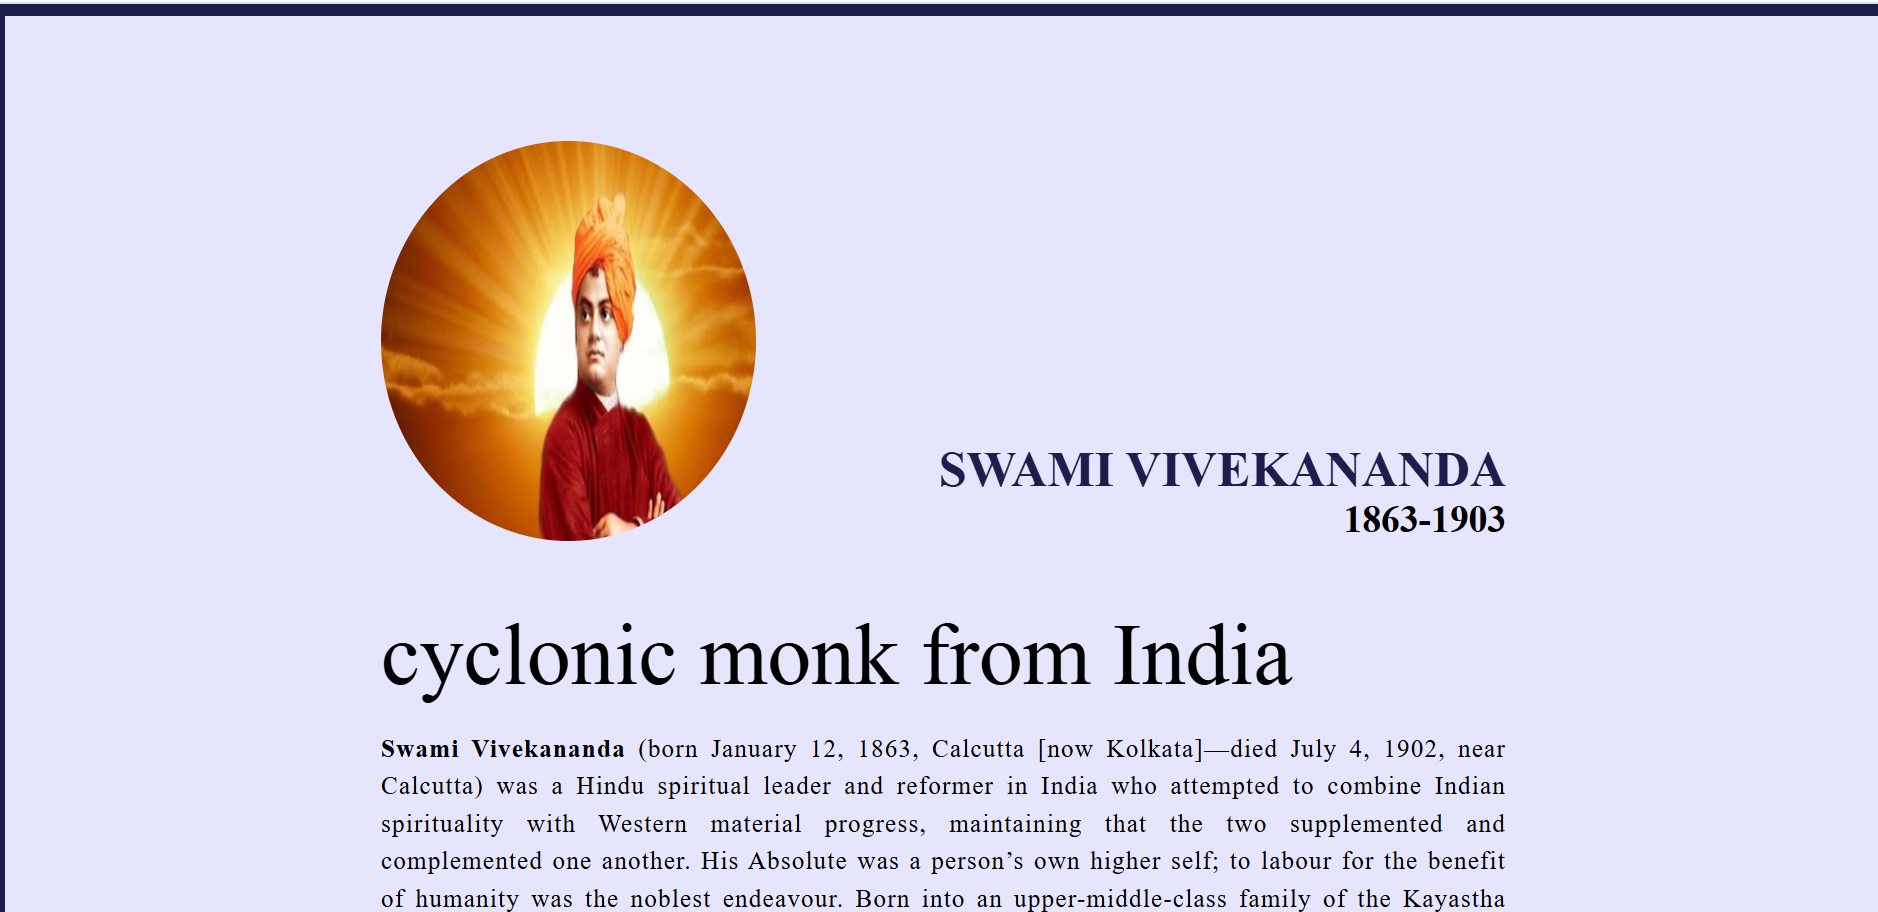 SWAMI VIVEKANANDA
1863-1903
cyclonic monk from India
Swami Vivekananda (born January 12, 1863, Calcutta [now Kolkata]—died July 4, 1902, near
Calcutta) was a Hindu spiritual leader and reformer in India who attempted to combine Indian
spirituality with Western material progress, maintaining that the two supplemented and
complemented one another. His Absolute was a person’s own higher self; to labour for the benefit
of humanity was the noblest endeavour. Born into an upper-middle-class family of the Kayastha